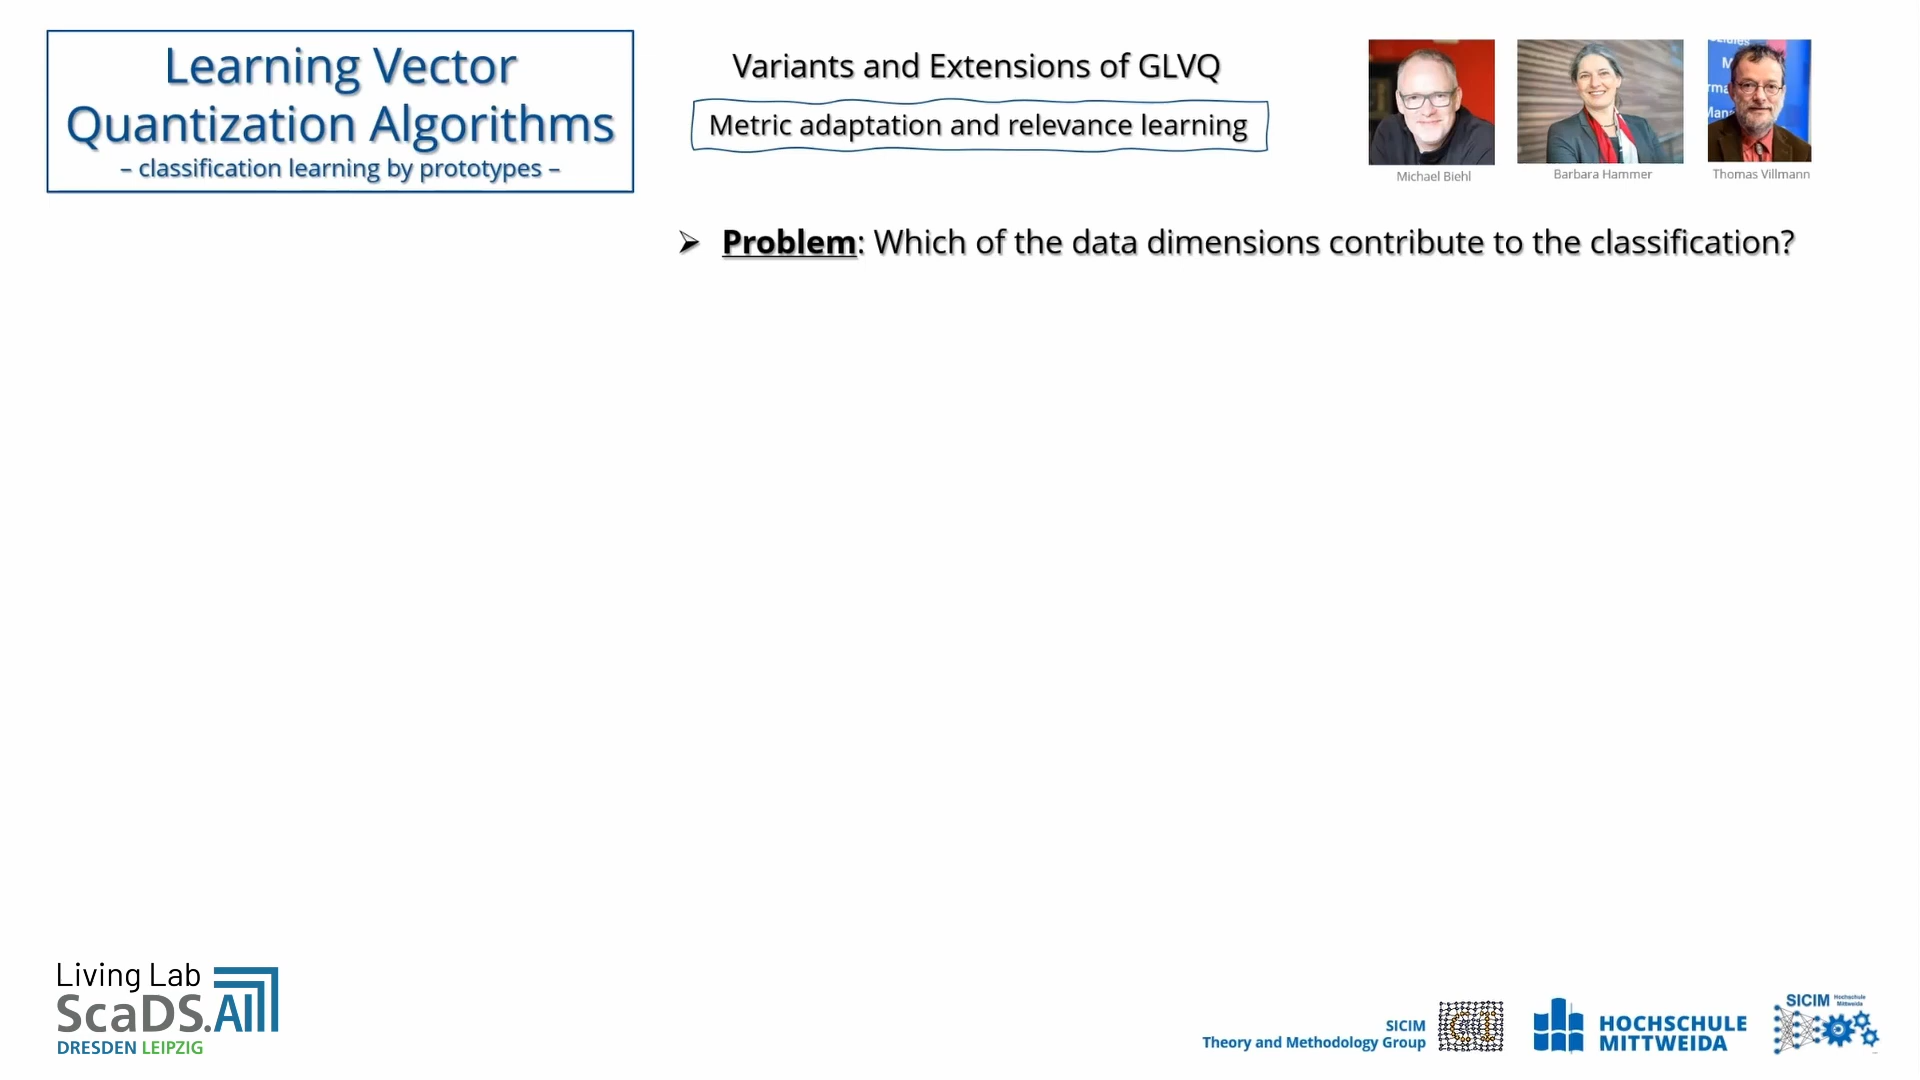 Learning Vector
Quantization Algorithms
– classification learning by prototypes –
Variants and Extensions of GLVQ
Metric adaptation and relevance learning
Michael Biehl
Barbara Hammer
Thomas Villmann
➢ Problem: Which of the data dimensions contribute to the classification?
Living Lab
ScaDS.AI
DRESDEN LEIPZIG
SICIM
Theory and Methodology Group
HOCHSCHULE
MITTWEIDA
SICIM Hochschule
Mittweida